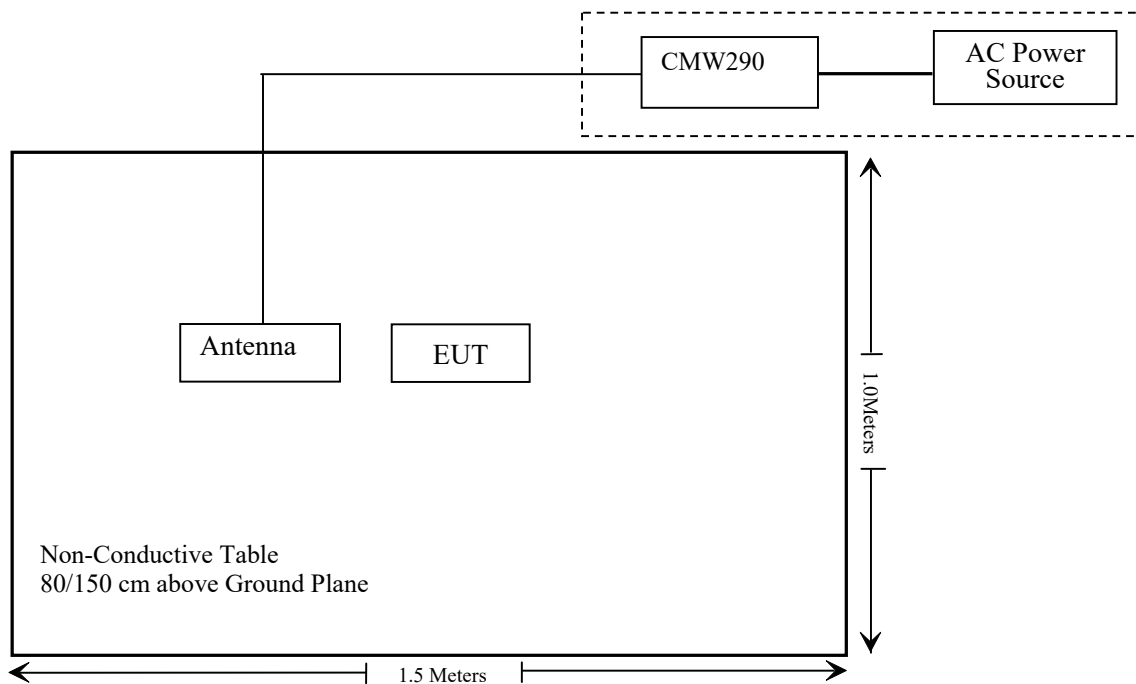 CMW290
AC Power
Source
Antenna
EUT
1.0Meters
Non-Conductive Table
80/150 cm above Ground Plane
1.5 Meters